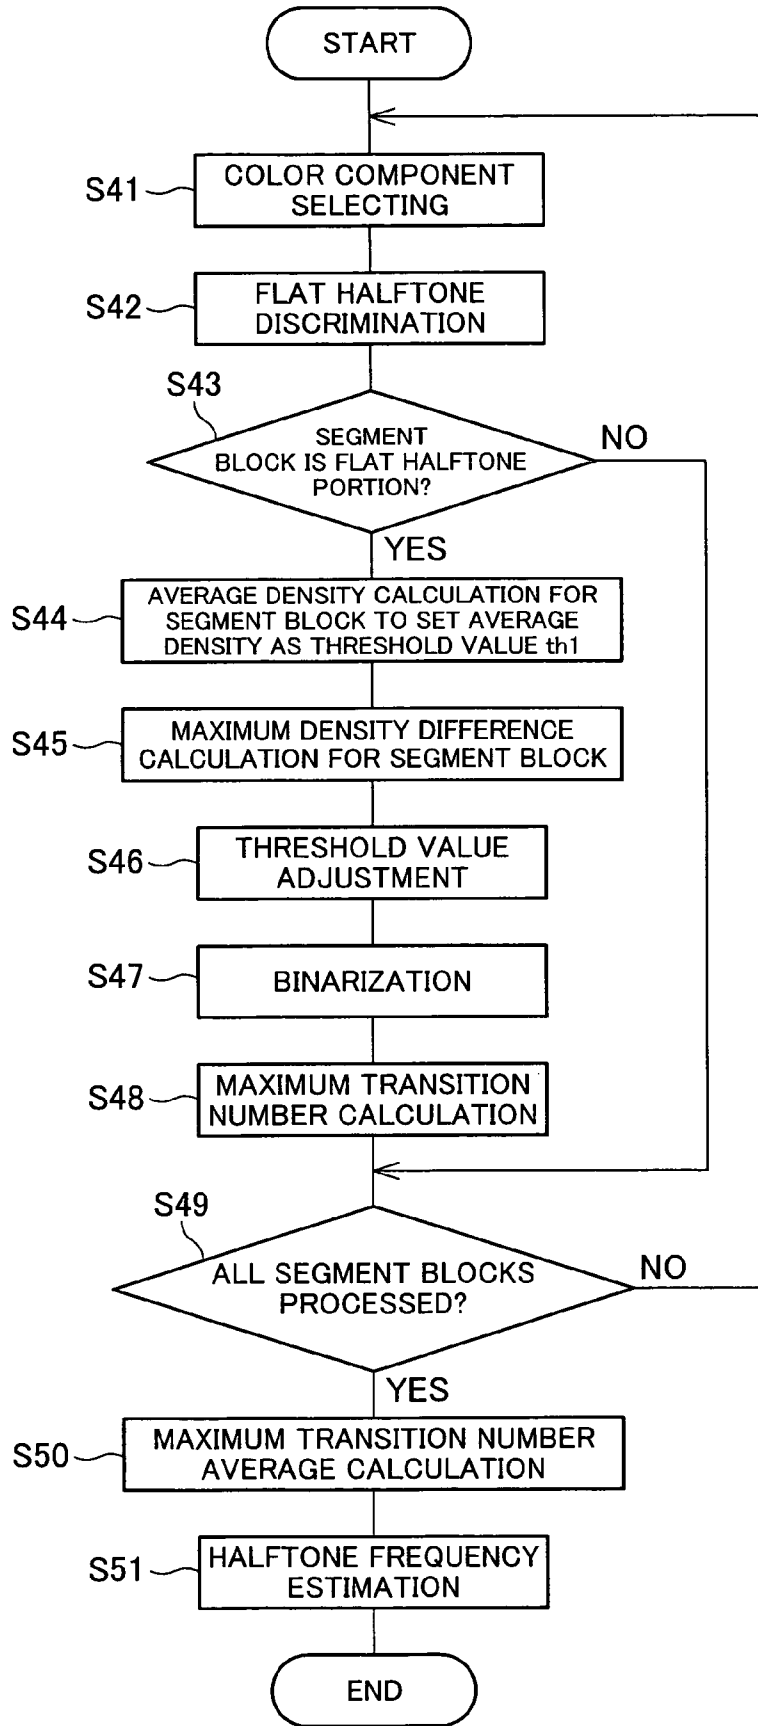 START
S41
COLOR COMPONENT
SELECTING
S42
FLAT HALFTONE
DISCRIMINATION
S43
SEGMENT
BLOCK IS FLAT HALFTONE
PORTION?
NO
YES
S44
AVERAGE DENSITY CALCULATION FOR
SEGMENT BLOCK TO SET AVERAGE
DENSITY AS THRESHOLD VALUE th1
S45
MAXIMUM DENSITY DIFFERENCE
CALCULATION FOR SEGMENT BLOCK
S46
THRESHOLD VALUE
ADJUSTMENT
S47
BINARIZATION
S48
MAXIMUM TRANSITION
NUMBER CALCULATION
S49
ALL SEGMENT BLOCKS
PROCESSED?
NO
YES
S50
MAXIMUM TRANSITION NUMBER
AVERAGE CALCULATION
S51
HALFTONE FREQUENCY
ESTIMATION
END